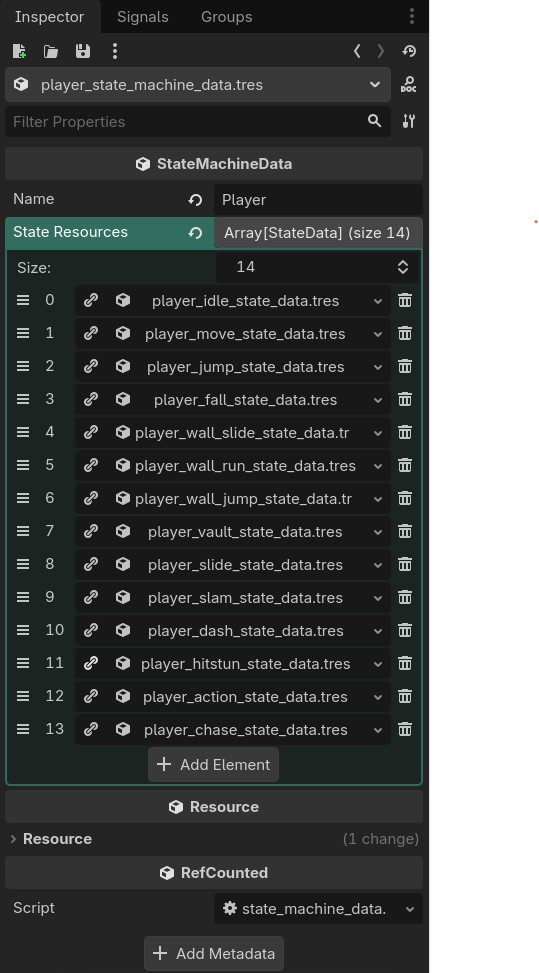 Inspector Signals Groups
player_state_machine_data.tres
DOC
Filter Properties
StateMachineData
Name Player
State Resources Array[StateData] (size 14)
Size: 14
0 player_idle_state_data.tres
1 player_move_state_data.tres
2 player_jump_state_data.tres
3 player_fall_state_data.tres
4 player_wall_slide_state_data.tr
5 player_wall_run_state_data.tres
6 player_wall_jump_state_data.tr
7 player_vault_state_data.tres
8 player_slide_state_data.tres
9 player_slam_state_data.tres
10 player_dash_state_data.tres
11 player_hitstun_state_data.tres
12 player_action_state_data.tres
13 player_chase_state_data.tres
Add Element
Resource
Resource (1 change)
RefCounted
Script state_machine_data.
Add Metadata